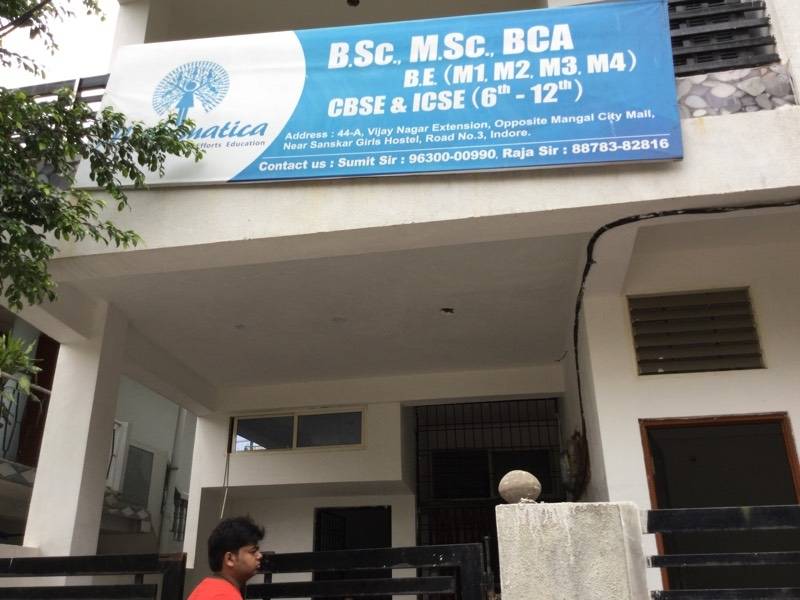 B.Sc., M.Sc., BCA
B.E. (M1, M2, M3, M4)
CBSE & ICSE (6th - 12th)
Efforts Education
Address : 44-A, Vijay Nagar Extension, Opposite Mangal City Mall,
Near Sanskar Girls Hostel, Road No.3, Indore.
Contact us : Sumit Sir : 96300-00990, Raja Sir : 88783-82816